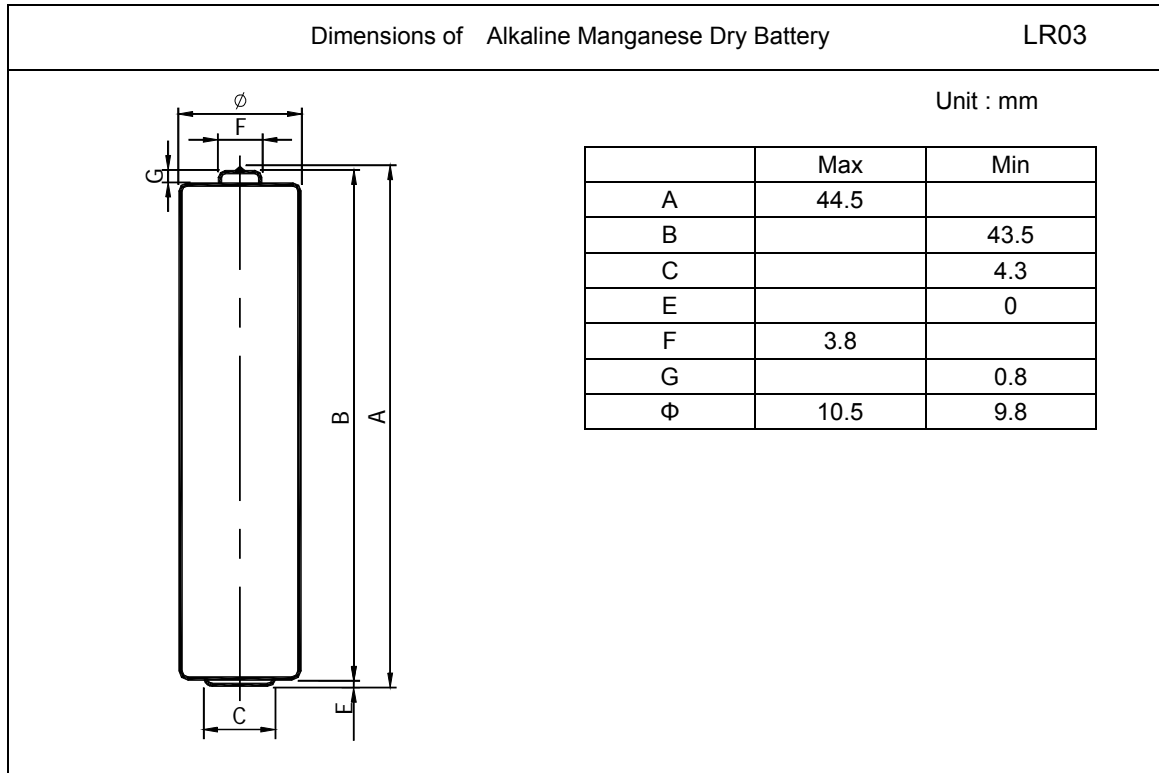 Dimensions of Alkaline Manganese Dry Battery LR03
Unit : mm
Max Min
A 44.5
B 43.5
C 4.3
E 0
F 3.8
G 0.8
Φ 10.5 9.8
ϕ
F
G
B
A
C
E